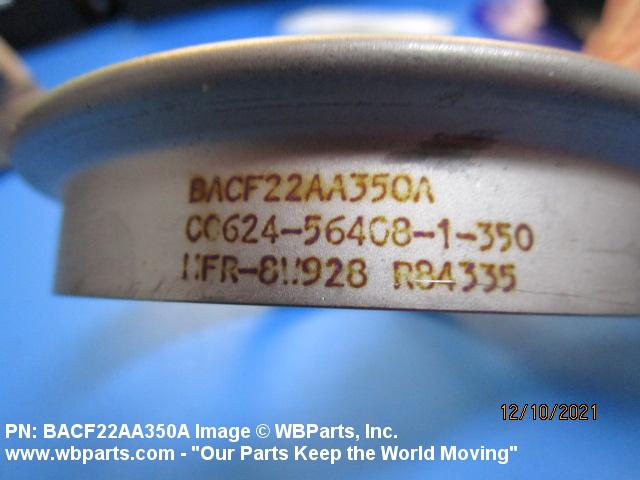 BACF22AA350A
C0624-56408-1-350
MFR-8W928 R84335
12/10/2021
PN: BACF22AA350A Image © WBParts, Inc.
www.wbparts.com - "Our Parts Keep the World Moving"